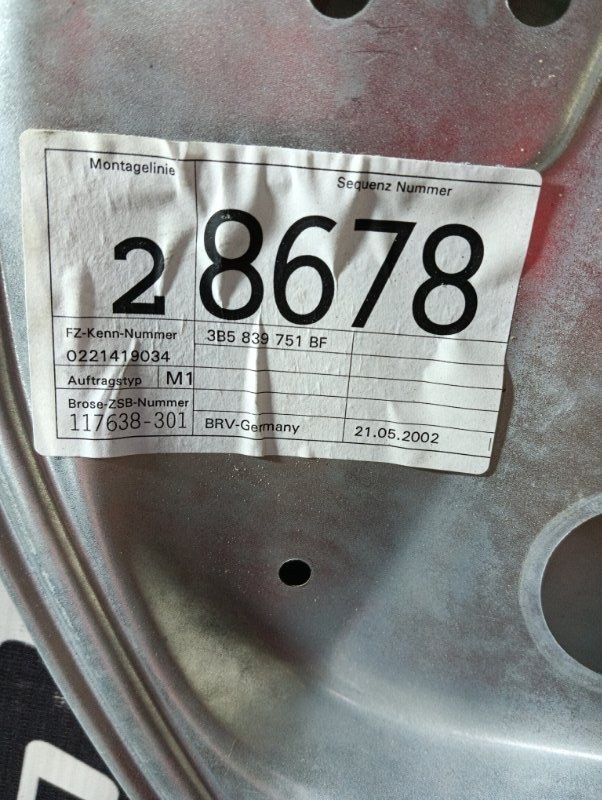 Montagelinie
Sequenz Nummer
2
8678
FZ-Kenn-Nummer
3B5 839 751 BF
0221419034
Auftragstyp
M1
Brose-ZSB-Nummer
117638-301
BRV-Germany
21.05.2002